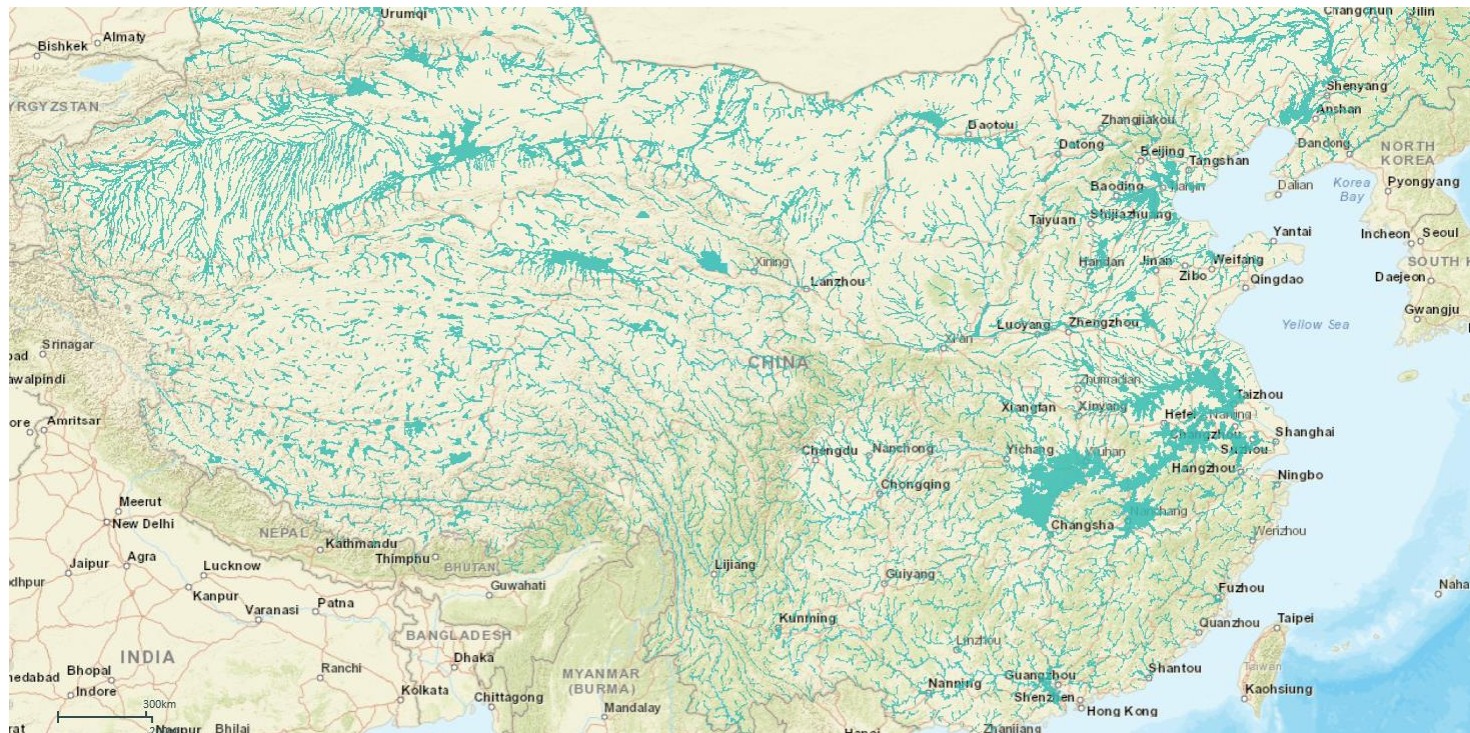 Urumqi
Changchun
Jilin
Almaty
Bishkek
Shenyang
Anshan
Baotou
Zhangjiakou
Datong
Beijing
Tangshan
Dandong
NORTH
KOREA
Baoding
Tianjin
Dalian
Korea
Bay
Pyongyang
Taiyuan
Shijiazhuang
Yantai
Incheon
Seoul
Xining
Lanzhou
Handan
Jinan
Zibo
Weifang
Qingdao
Daejeon
Gwangju
Luoyang
Zhengzhou
Yellow Sea
Srinagar
Xi'an
CHINA
Zhumadian
Xiangfan
Xinyang
Taizhou
Hefei
Nanjing
Amritsar
Changzhou
Shanghai
Suzhou
Chengdu
Nanchong
Yichang
Wuhan
Hangzhou
Ningbo
Chongqing
Meerut
New Delhi
Changsha
Nanchang
Wenzhou
NEPAL
Kathmandu
Thimphu
BHUTAN
Jaipur
Agra
Lucknow
Lijiang
Guiyang
Guwahati
Kanpur
Varanasi
Patna
Fuzhou
Kunming
Quanzhou
Taipei
BANGLADESH
INDIA
Dhaka
Linzhou
Bhopal
Ranchi
MYANMAR
(BURMA)
Guangzhou
Shantou
Taiwan
Indore
Kolkata
Chittagong
Nanning
Shenzhen
Hong Kong
Kaohsiung
300km
Mandalay
Bhilai
Zhanjiang